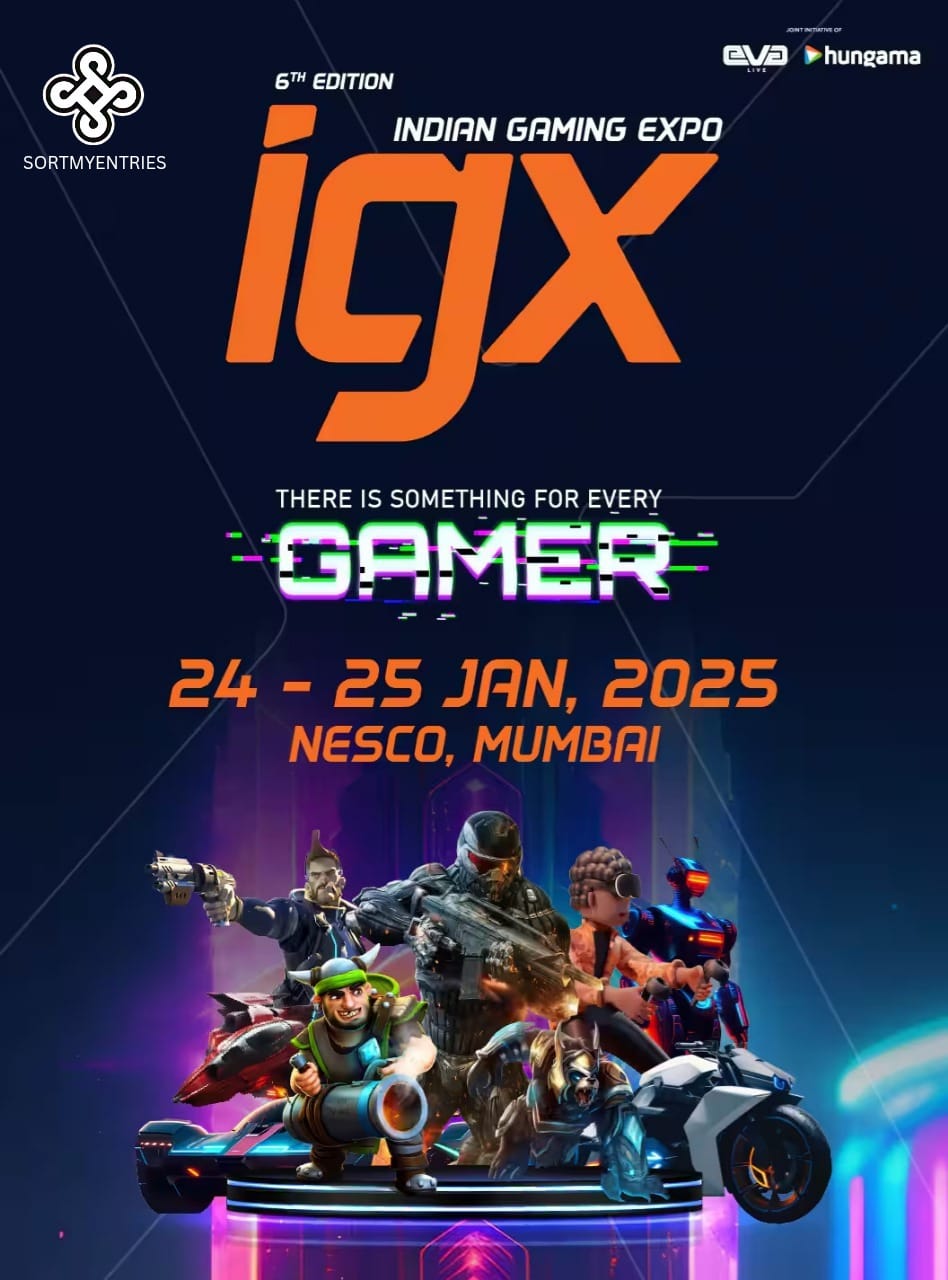 JOINT INITIATIVE OF
eva LIVE hungama
SORTMYENTRIES
6TH EDITION
INDIAN GAMING EXPO
igx
THERE IS SOMETHING FOR EVERY
GAMER
24 - 25 JAN, 2025
NESCO, MUMBAI